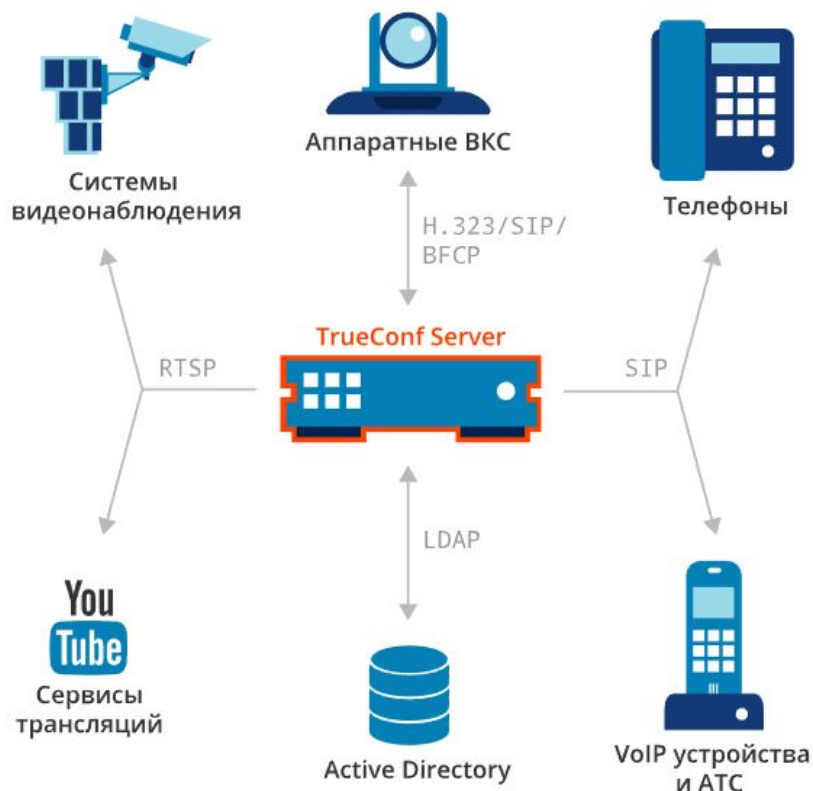 Системы
видеонаблюдения
Аппаратные ВКС
Телефоны
H.323/SIP/
BFCP
TrueConf Server
RTSP
SIP
LDAP
You
Tube
Сервисы
трансляций
Active Directory
VoIP устройства
и АТС